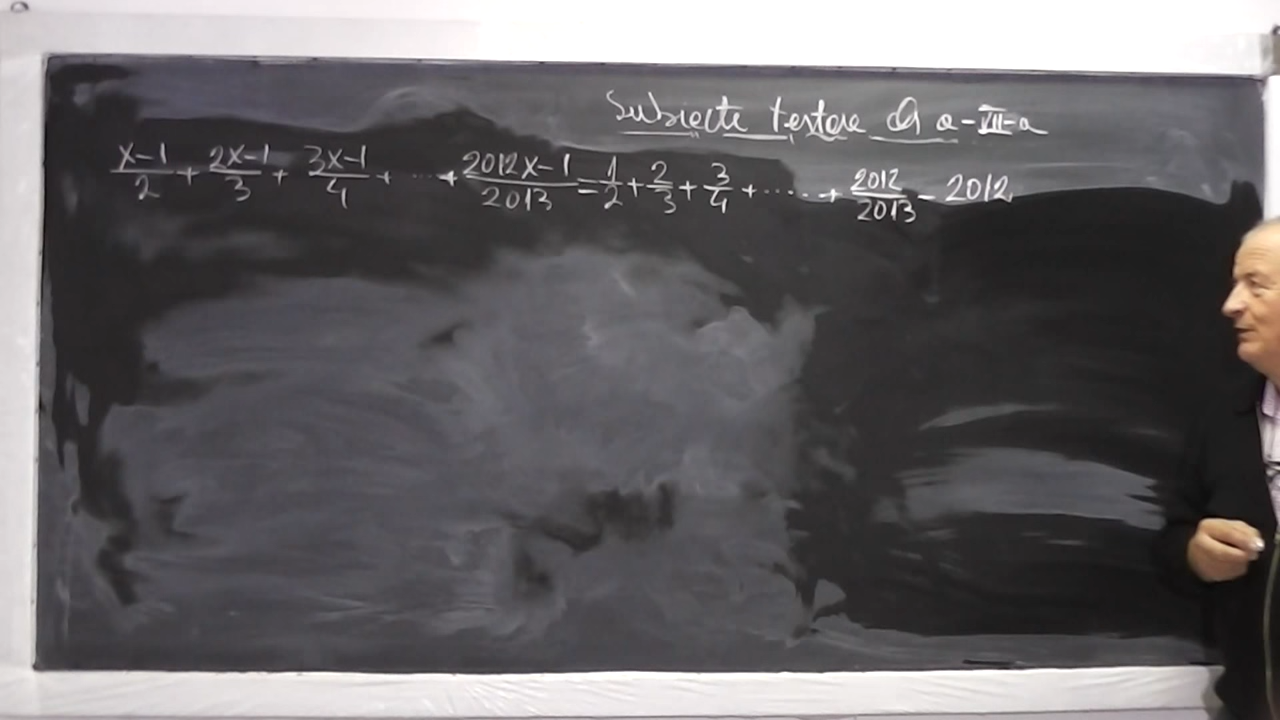 Subiecte testare cls a-VII-a
x-1/2 + 2x-1/3 + 3x-1/4 + ..... + 2012x-1/2013 = 1/2 + 2/3 + 3/4 + ...... + 2012/2013 - 2012